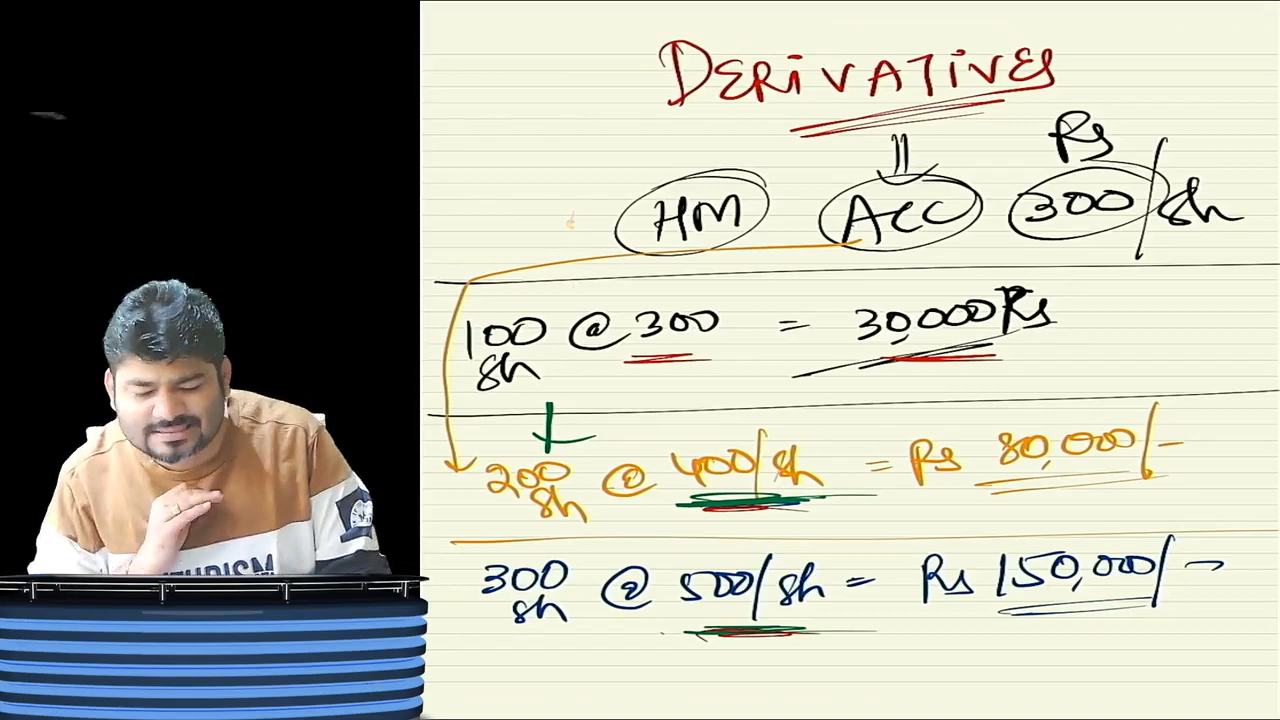 DERIVATIVES
Rs
HM ACC 300/sh
100 @ 300 = 30,000 Rs
sh
200 @ 400/sh = Rs 80,000/-
sh
300 @ 500/sh = Rs 150,000/-
sh